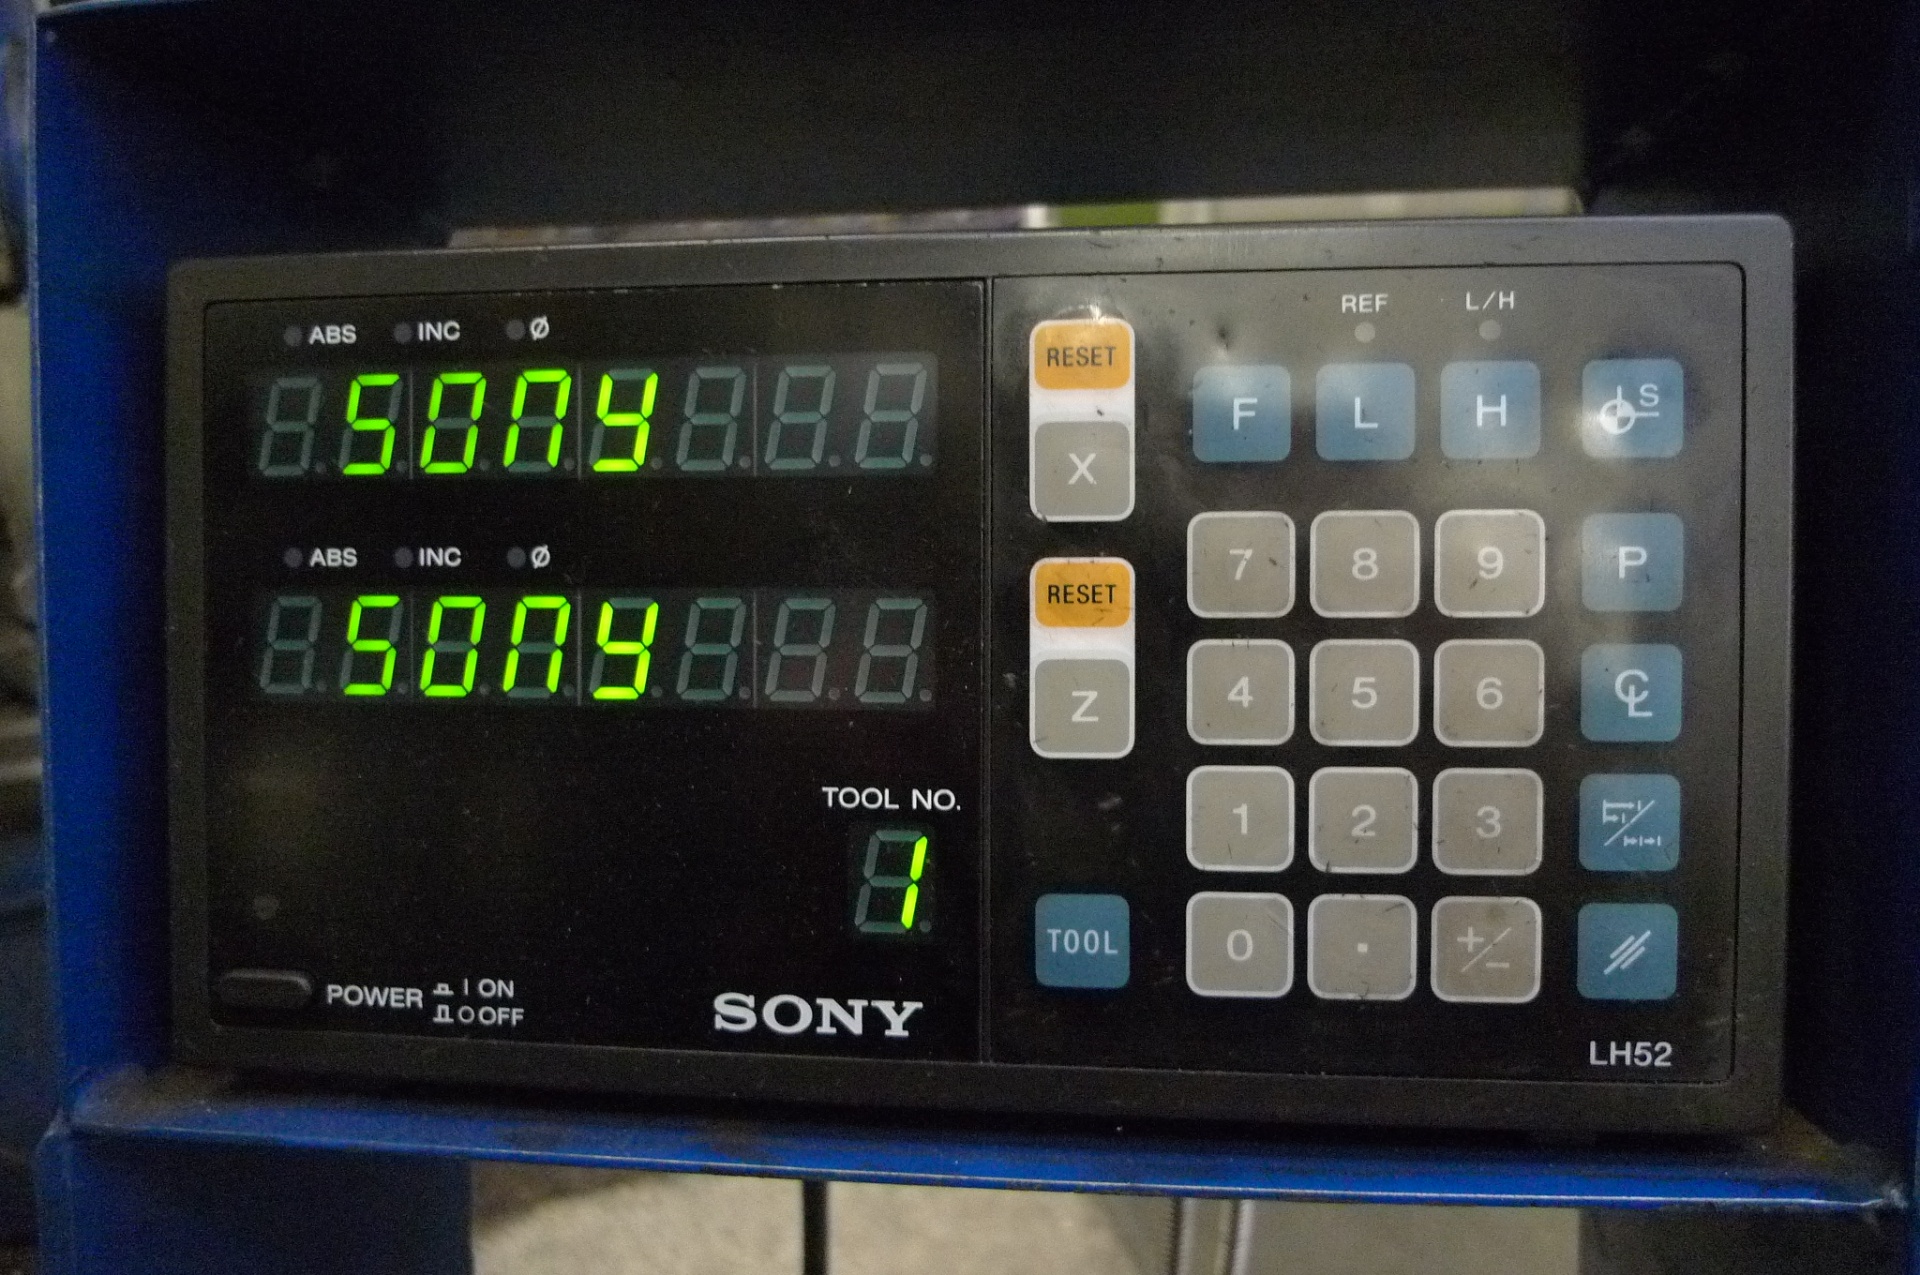 ABS INC Ø
SOny
ABS INC Ø
SOny
TOOL NO.
1
POWER I ON
O OFF
SONY
RESET
X
RESET
Z
TOOL
REF L/H
F L H S
7 8 9 P
4 5 6 ℄
1 2 3
0 . +/-
LH52